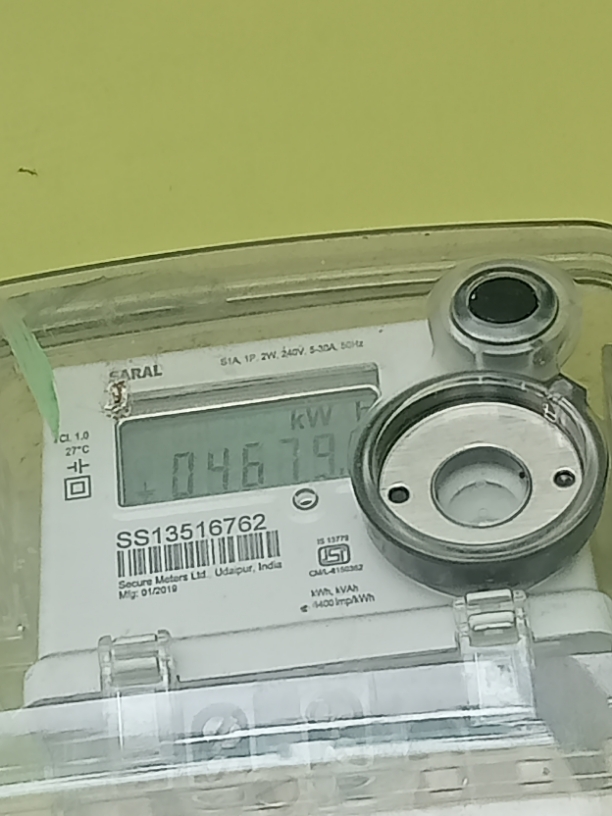 SARAL
S1A, 1P, 2W, 240V, 5-30A, 50Hz
kW
Cl. 1.0
27°C
04679.
SS13516762
Secure Meters Ltd., Udaipur, India
Mfg: 01/2019
IS 13779
ISI
kWh, kVAh
imp/kWh